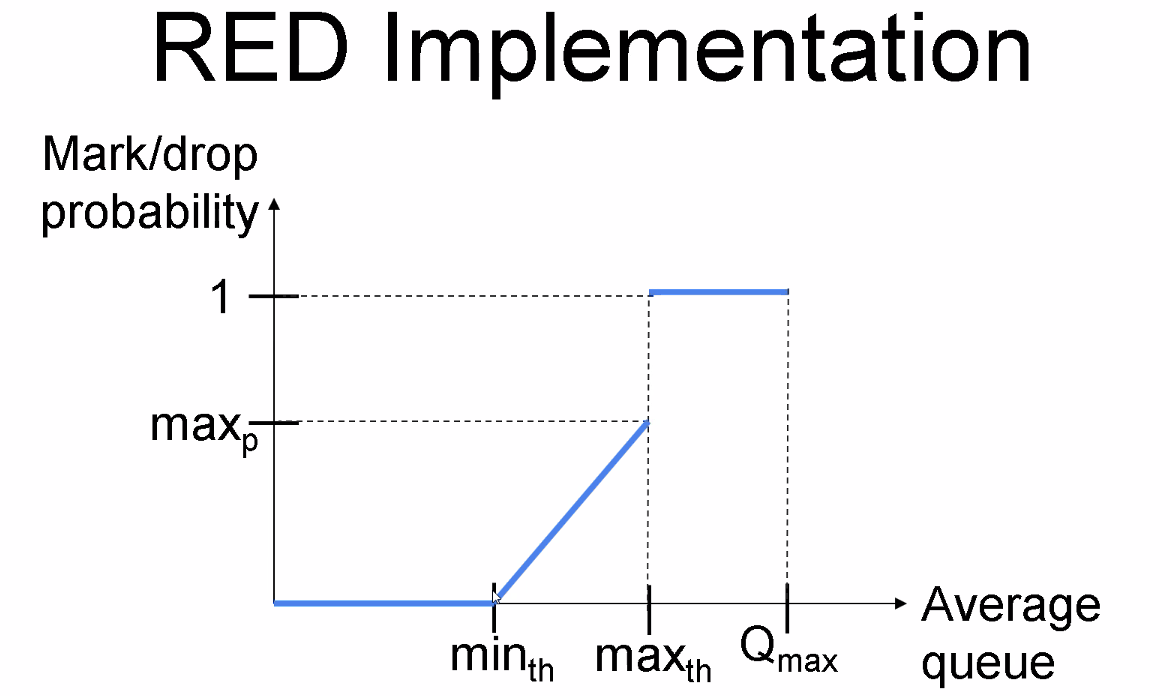 RED Implementation
Mark/drop
probability
1
maxp
minth
maxth
Qmax
Average
queue